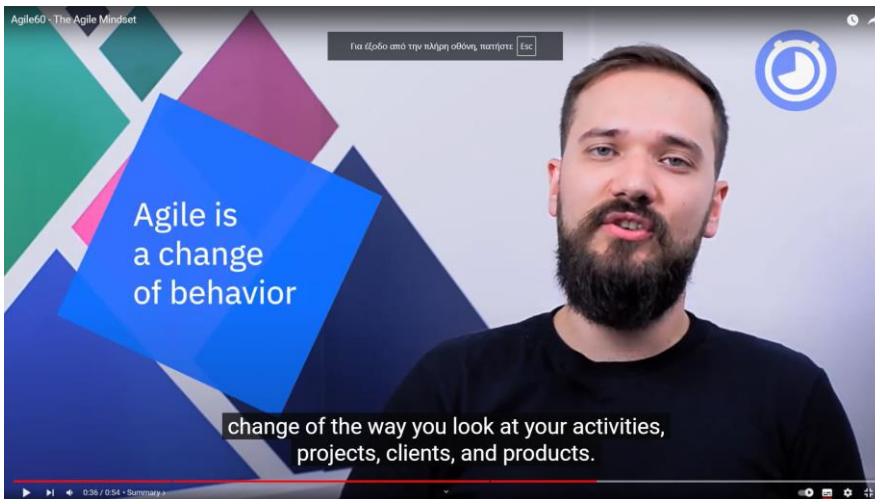 Agile60 - The Agile Mindset
Για έξοδο από την πλήρη οθόνη, πατήστε Esc
Agile is
a change
of behavior
change of the way you look at your activities,
projects, clients, and products.
0:36 / 0:54 • Summary ›